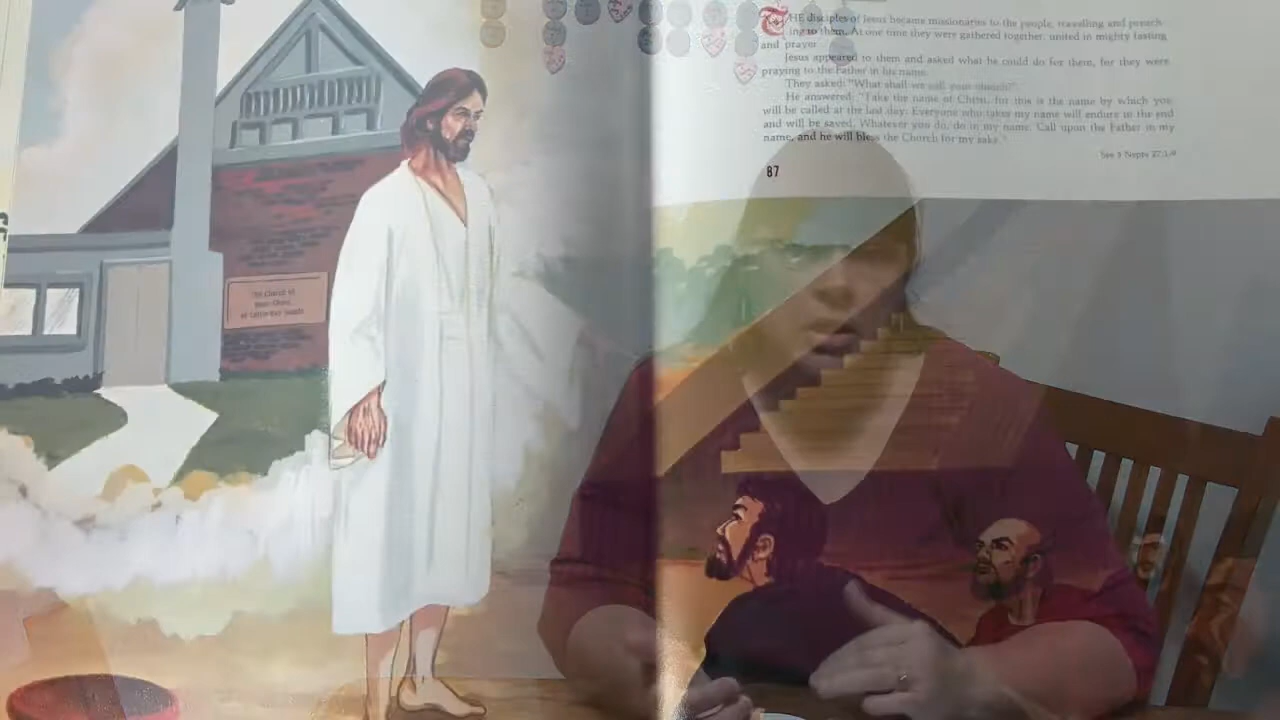 The Church of
Jesus Christ
of Latter-day Saints
THE disciples of Jesus became missionaries to the people, travelling and preach-
ing to them. At one time they were gathered together, united in mighty fasting
and prayer.
Jesus appeared to them and asked what he could do for them, for they were
praying to the Father in his name.
They asked: "What shall we call your church?"
He answered: "Take the name of Christ, for this is the name by which you
will be called at the last day: Everyone who takes my name will endure to the end
and will be saved. Whatever you do, do in my name. Call upon the Father in my
name, and he will bless the Church for my sake."
See 3 Nephi 27:1-9
87